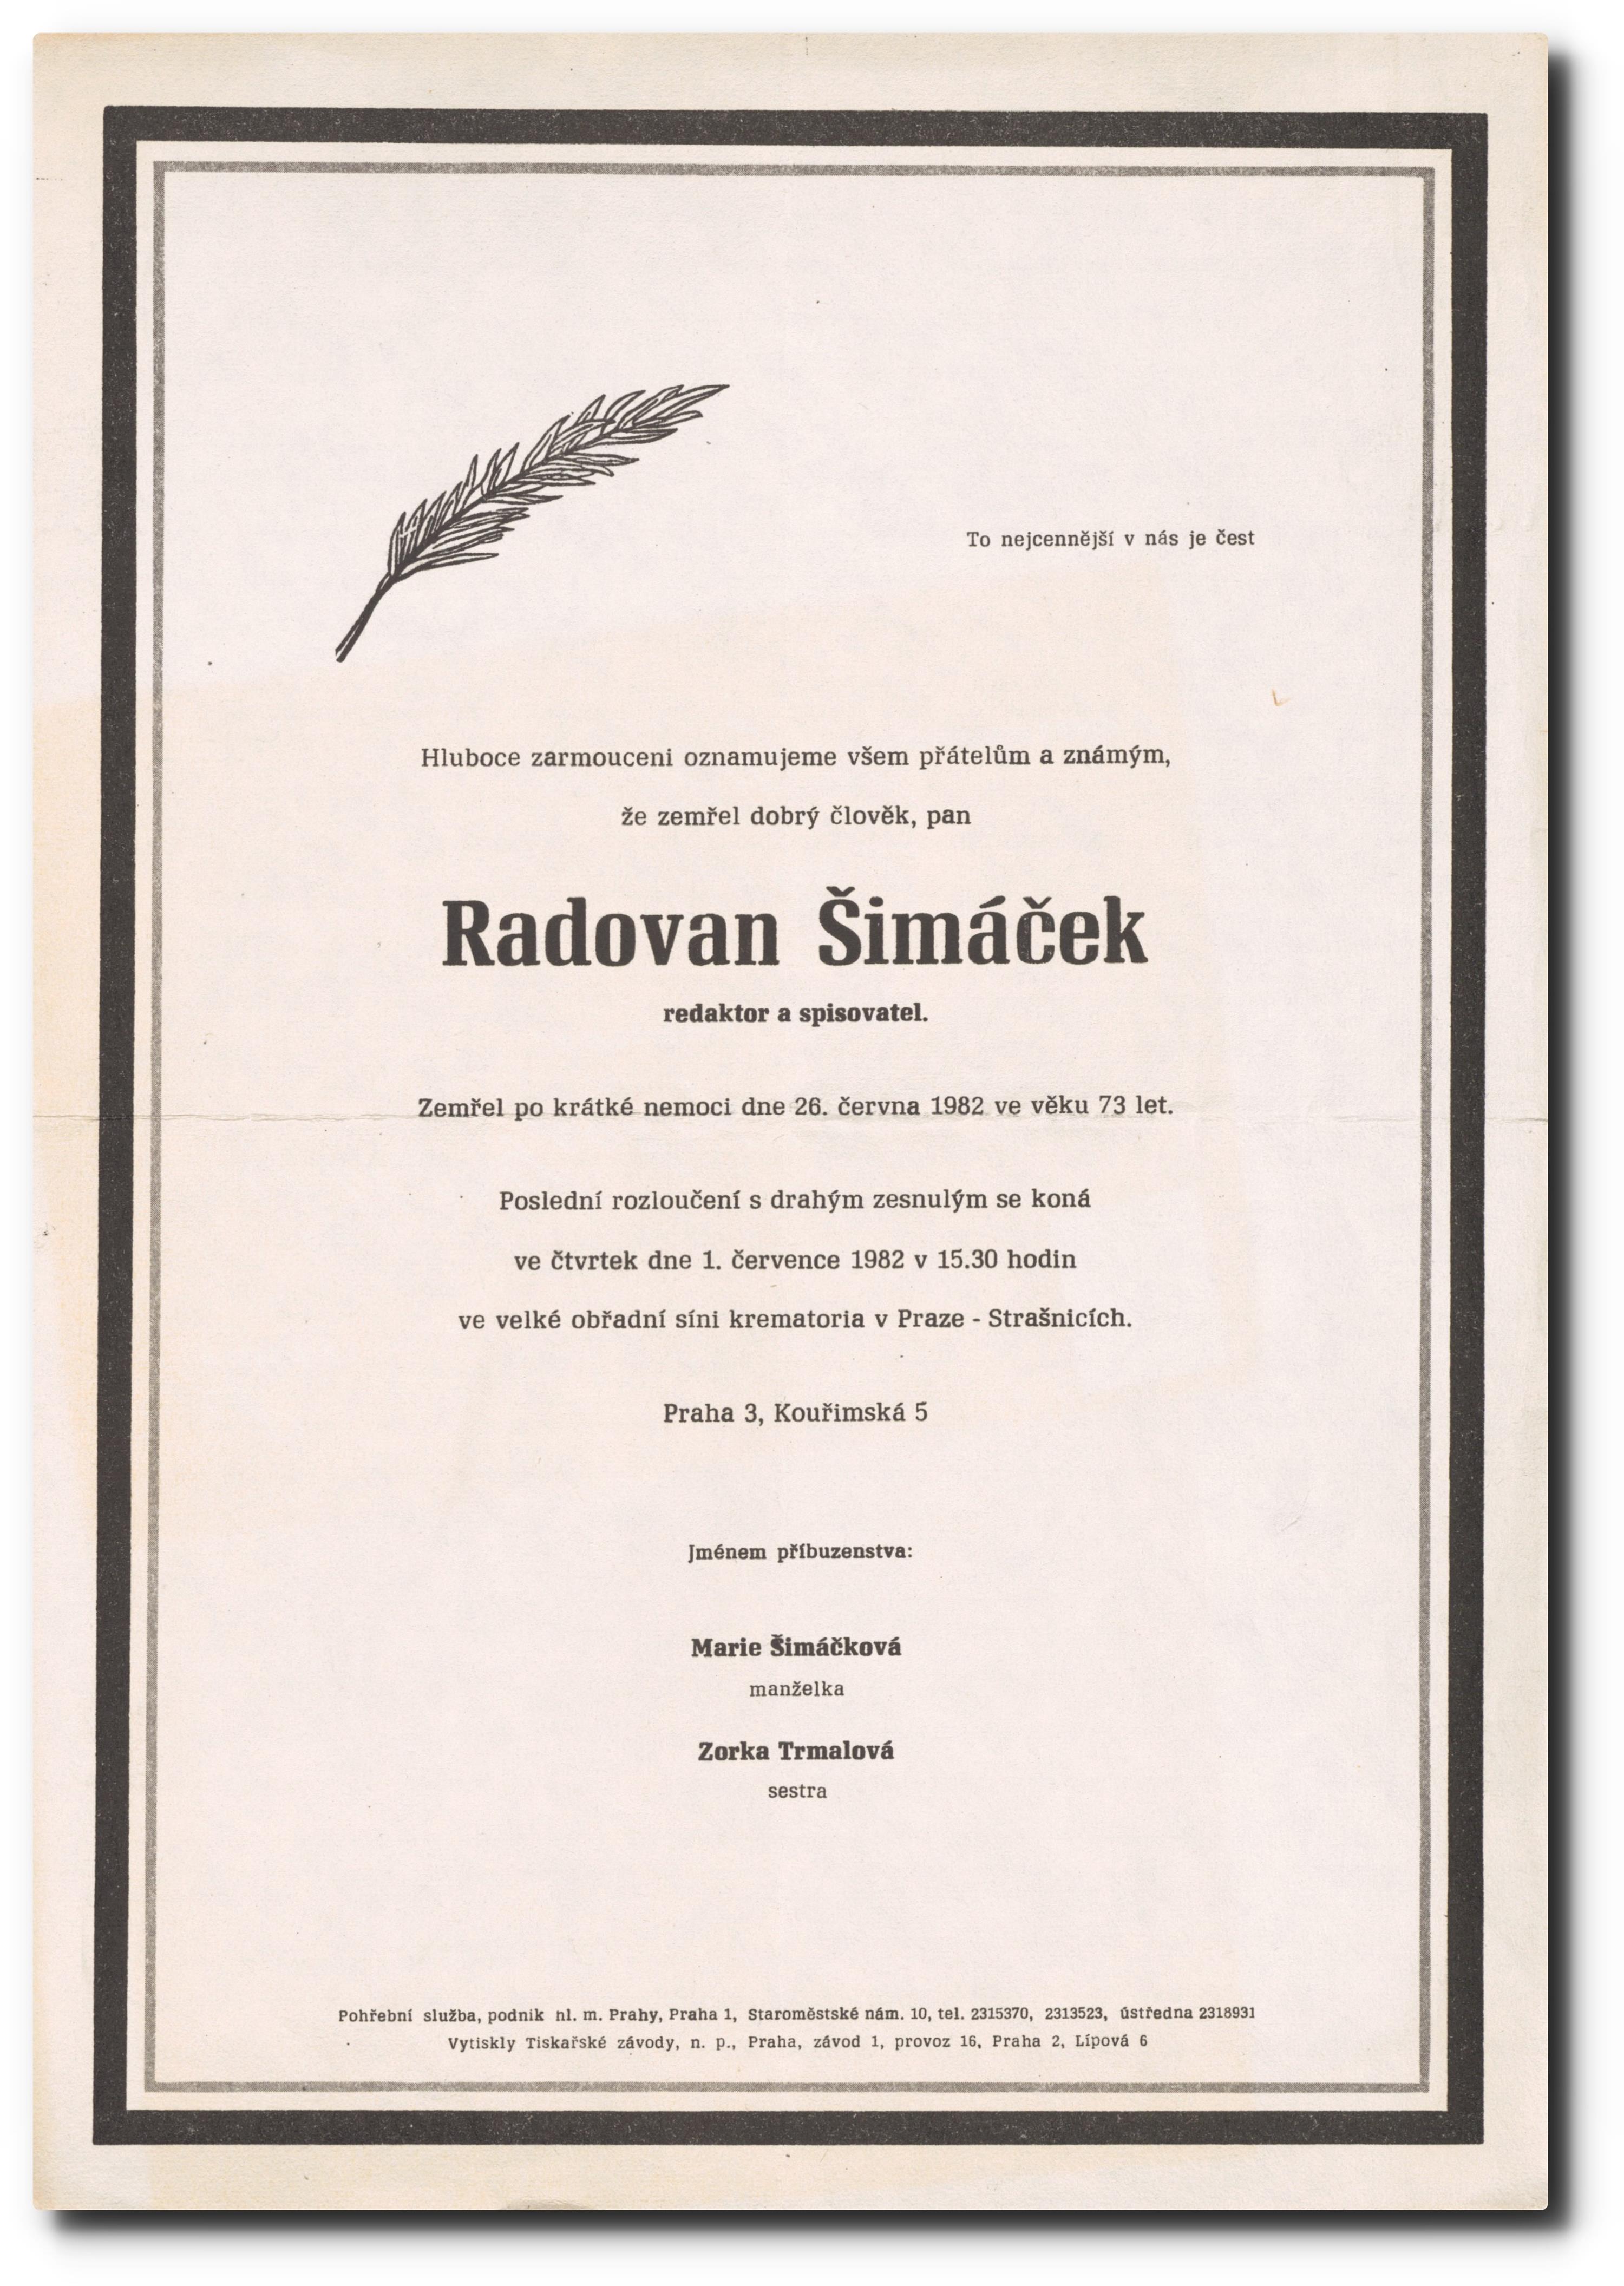 To nejcennější v nás je čest
Hluboce zarmouceni oznamujeme všem přátelům a známým,
že zemřel dobrý člověk, pan
Radovan Šimáček
redaktor a spisovatel.
Zemřel po krátké nemoci dne 26. června 1982 ve věku 73 let.
Poslední rozloučení s drahým zesnulým se koná
ve čtvrtek dne 1. července 1982 v 15.30 hodin
ve velké obřadní síni krematoria v Praze - Strašnicích.
Praha 3, Kouřimská 5
Jménem příbuzenstva:
Marie Šimáčková
manželka
Zorka Trmalová
sestra
Pohřební služba, podnik hl. m. Prahy, Praha 1, Staroměstské nám. 10, tel. 2315370, 2313523, ústředna 2318931
Vytiskly Tiskařské závody, n. p., Praha, závod 1, provoz 16, Praha 2, Lípová 6